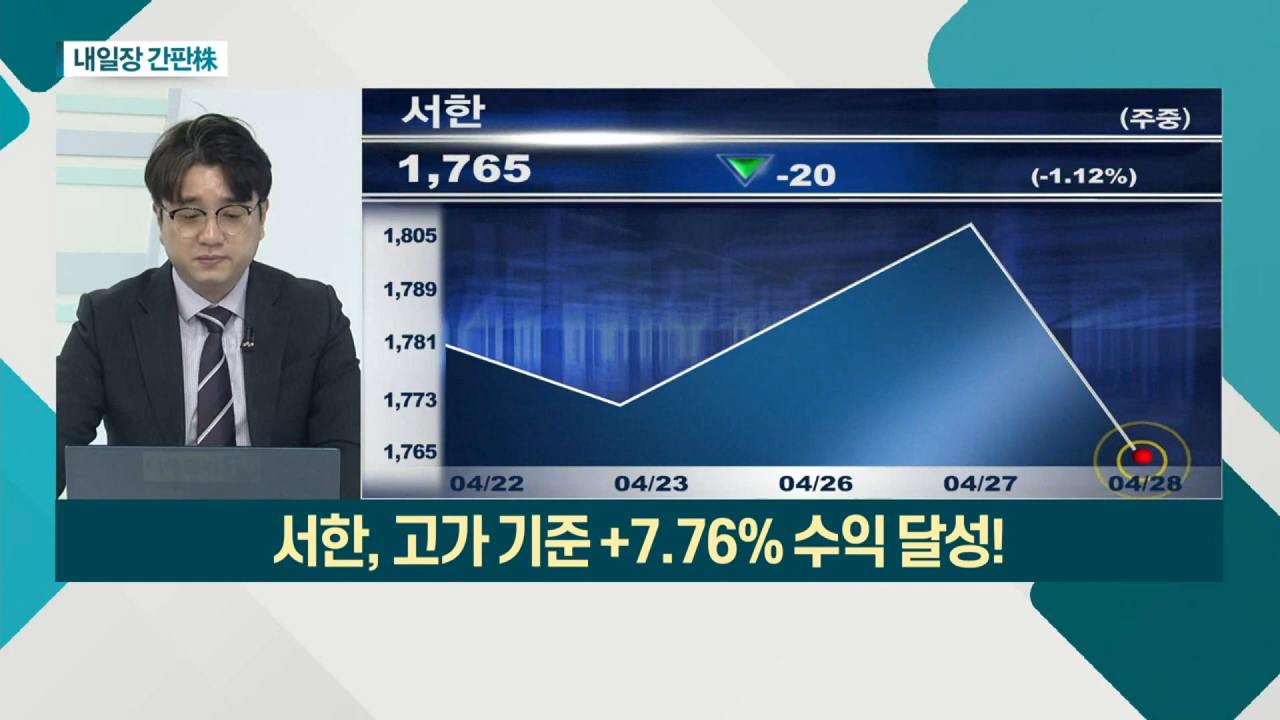 내일장 간판株
서한
(주중)
1,765 -20 (-1.12%)
1,805
1,789
1,781
1,773
1,765
04/22 04/23 04/26 04/27 04/28
서한, 고가 기준 +7.76% 수익 달성!